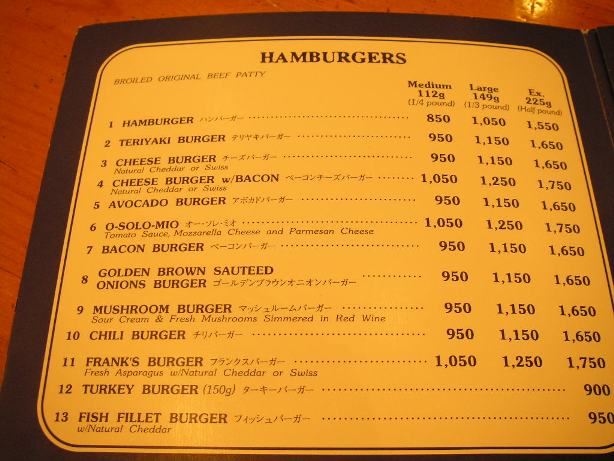 HAMBURGERS
BROILED ORIGINAL BEEF PATTY
Medium Large Ex.
112g 149g 225g
(1/4 pound) (1/3 pound) (Half pound)
1 HAMBURGER ハンバーガー 850 1,050 1,550
2 TERIYAKI BURGER テリヤキバーガー 950 1,150 1,650
3 CHEESE BURGER チーズバーガー 950 1,150 1,650
Natural Cheddar or Swiss
4 CHEESE BURGER w/BACON ベーコンチーズバーガー 1,050 1,250 1,750
Natural Cheddar or Swiss
5 AVOCADO BURGER アボカドバーガー 950 1,150 1,650
6 O-SOLO-MIO オー・ソレ・ミオ 1,050 1,250 1,750
Tomato Sauce, Mozzarella Cheese and Parmesan Cheese
7 BACON BURGER ベーコンバーガー 950 1,150 1,650
8 GOLDEN BROWN SAUTEED
ONIONS BURGER ゴールデンブラウンオニオンバーガー 950 1,150 1,650
9 MUSHROOM BURGER マッシュルームバーガー 950 1,150 1,650
Sour Cream & Fresh Mushrooms Simmered in Red Wine
10 CHILI BURGER チリバーガー 950 1,150 1,650
11 FRANK'S BURGER フランクスバーガー 1,050 1,250 1,750
Fresh Asparagus w/Natural Cheddar or Swiss
12 TURKEY BURGER (150g) ターキーバーガー 900
13 FISH FILLET BURGER フィッシュバーガー 950
w/Natural Cheddar